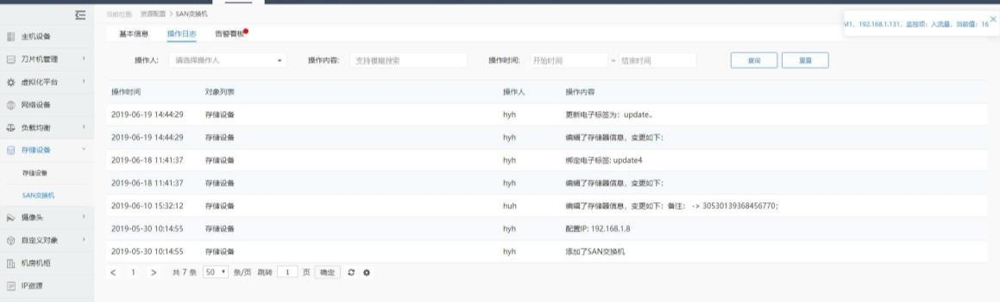 当前位置： 资源配置 > SAN交换机
M1，192.168.1.131，监控项：入流量，当前值：16
主机设备
刀片机管理
虚拟化平台
网络设备
负载均衡
存储设备
存储设备
SAN交换机
摄像头
自定义对象
机房机柜
IP资源
基本信息 操作日志 告警看板
操作人： 请选择操作人 操作内容： 支持模糊搜索 操作时间： 开始时间 ~ 结束时间 查询 重置
操作时间 对象列表 操作人 操作内容
2019-06-19 14:44:29 存储设备 hyh 更新电子标签为：update..
2019-06-19 14:44:29 存储设备 hyh 编辑了存储器信息，变更如下：
2019-06-18 11:41:37 存储设备 hyh 绑定电子标签: update4
2019-06-18 11:41:37 存储设备 hyh 编辑了存储器信息，变更如下：
2019-06-10 15:32:12 存储设备 huh 编辑了存储器信息，变更如下：备注： -> 30530139368456770;
2019-05-30 10:14:55 存储设备 hyh 配置IP: 192.168.1.8
2019-05-30 10:14:55 存储设备 hyh 添加了SAN交换机
< 1 > 共 7 条 50 条/页 跳转 1 页 确定